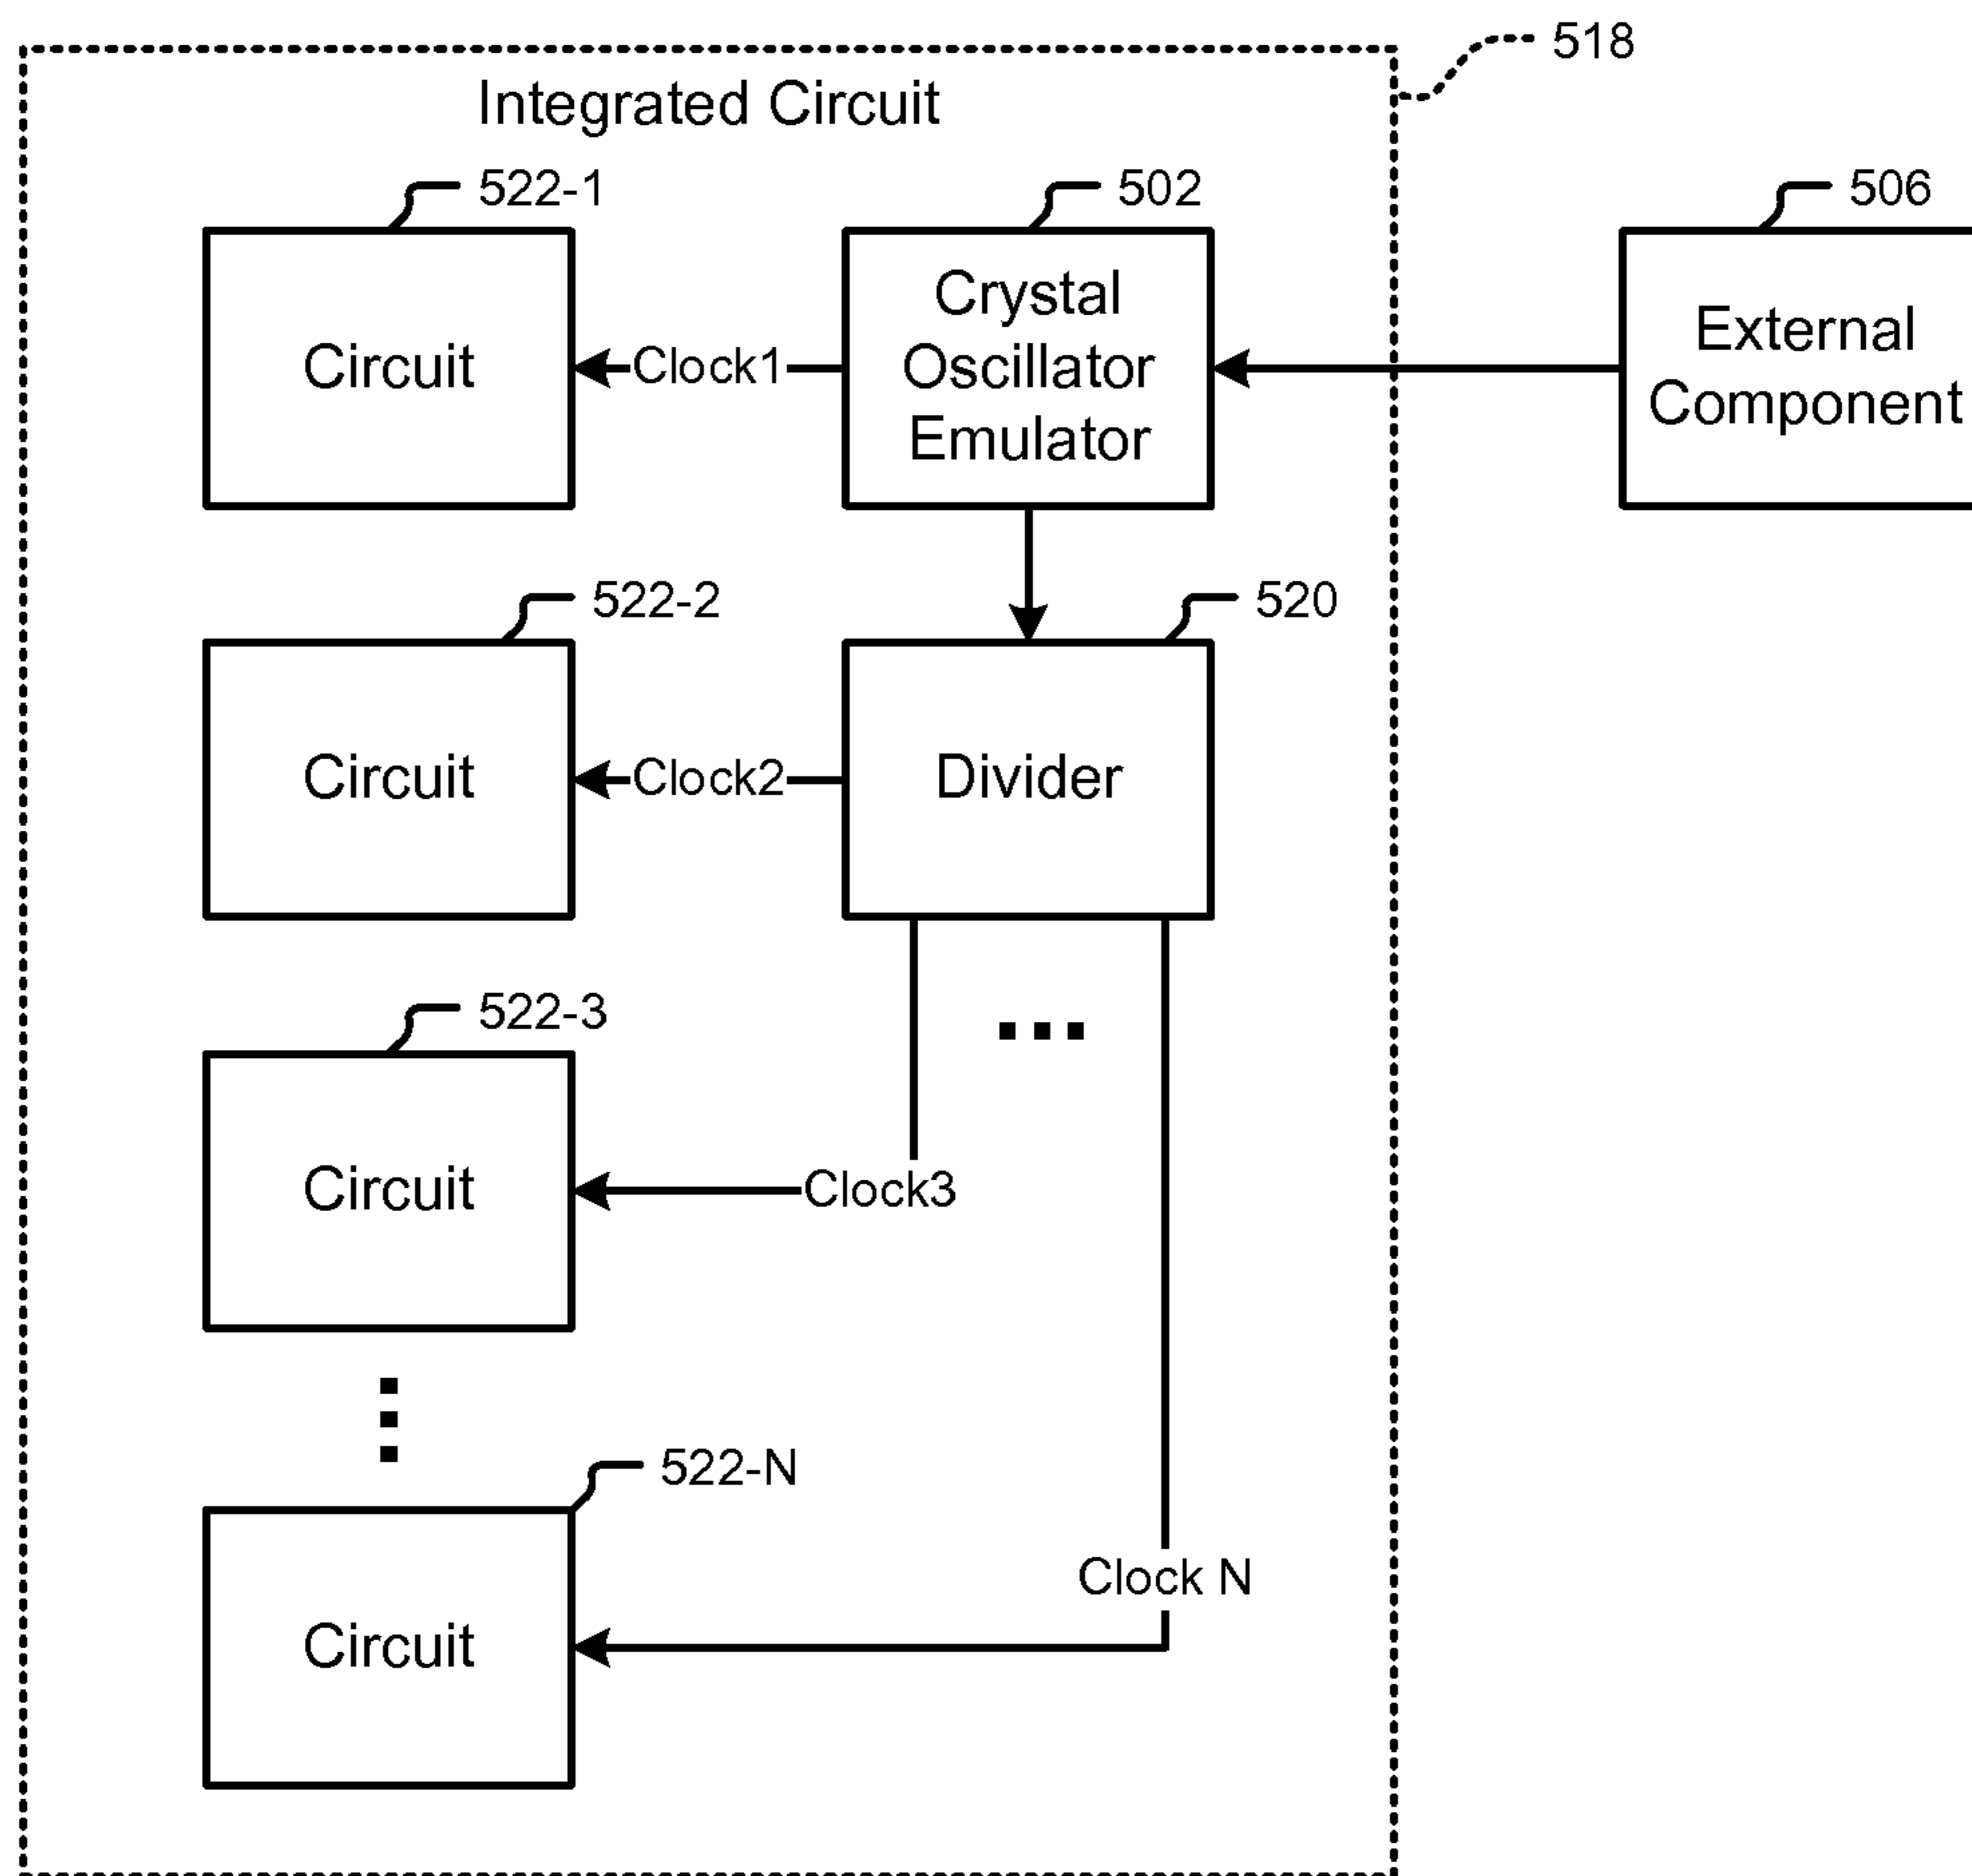 518
Integrated Circuit
522-1
502
506
Circuit
Clock1
Crystal
Oscillator
Emulator
External
Component
522-2
520
Circuit
Clock2
Divider
522-3
Circuit
Clock3
522-N
Clock N
Circuit